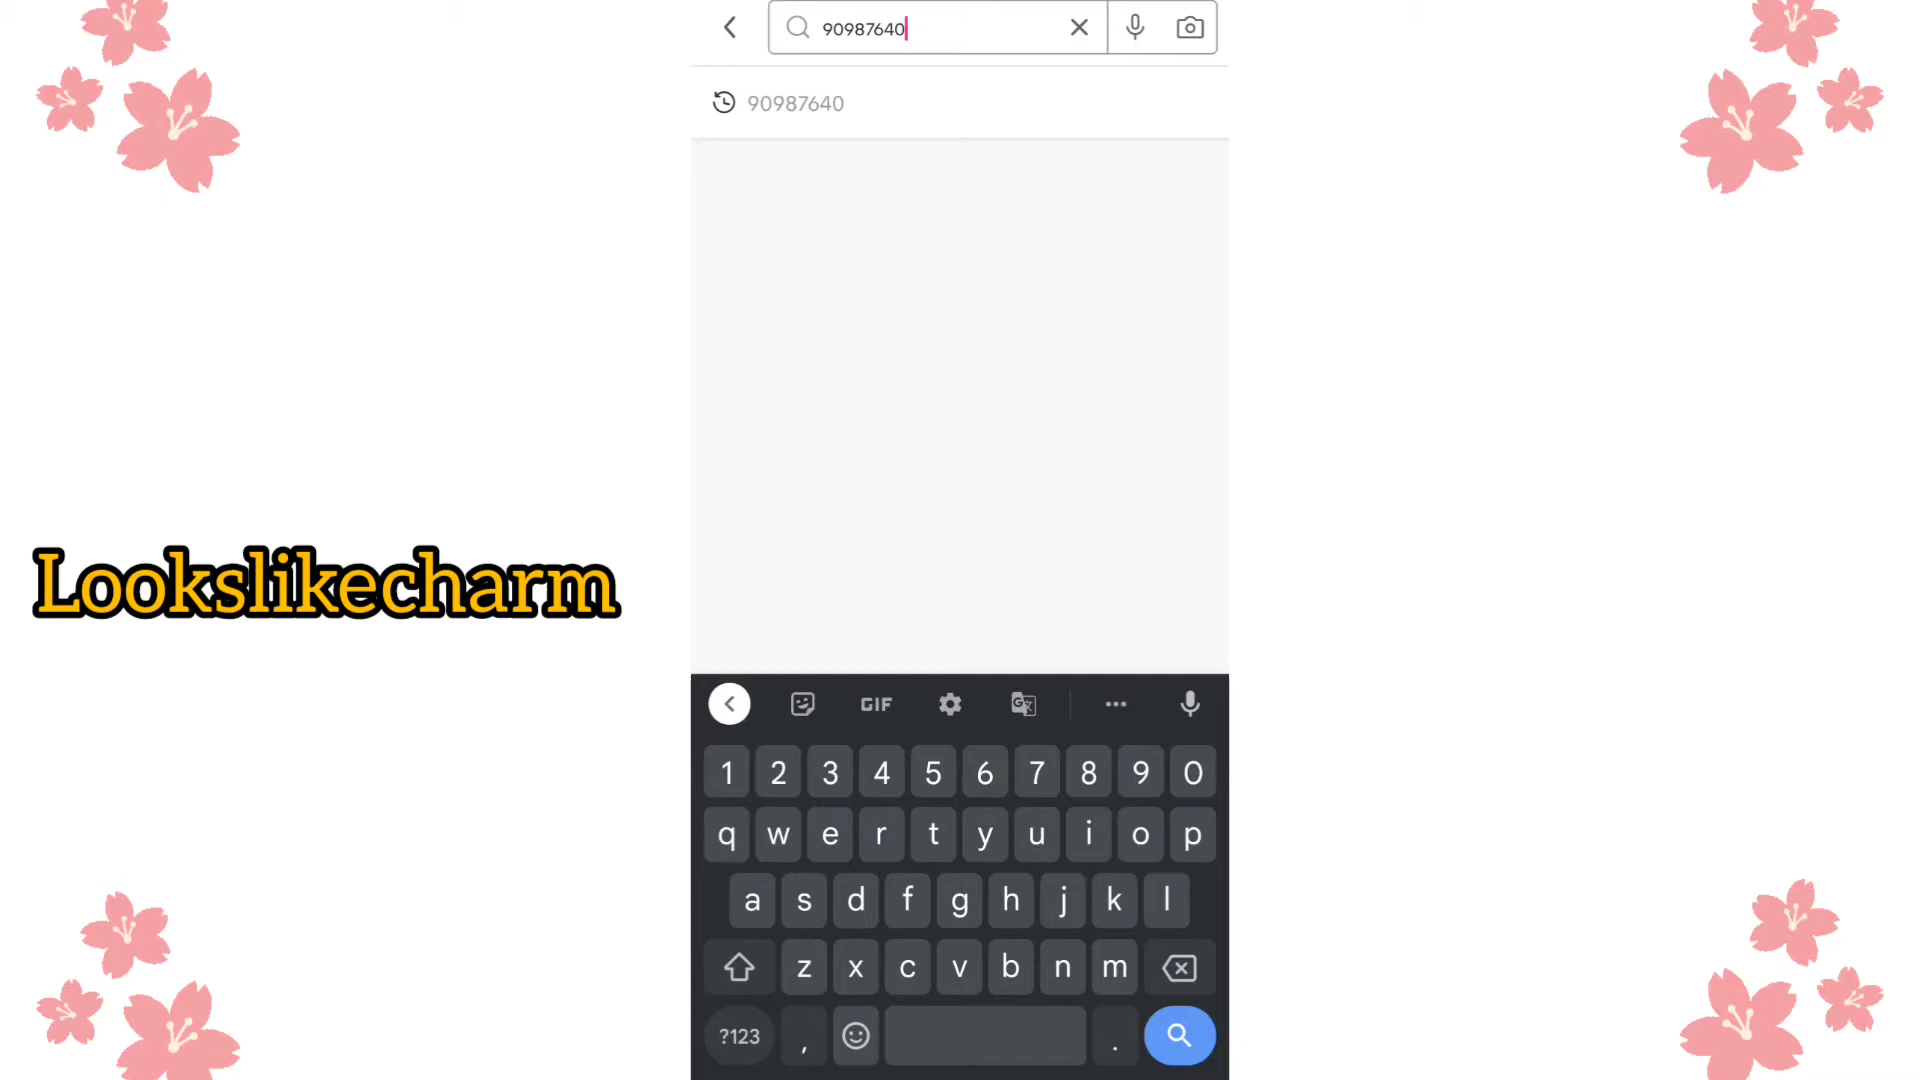 90987640
90987640
Lookslikecharm
GIF
1 2 3 4 5 6 7 8 9 0
q w e r t y u i o p
a s d f g h j k l
z x c v b n m
?123 , .